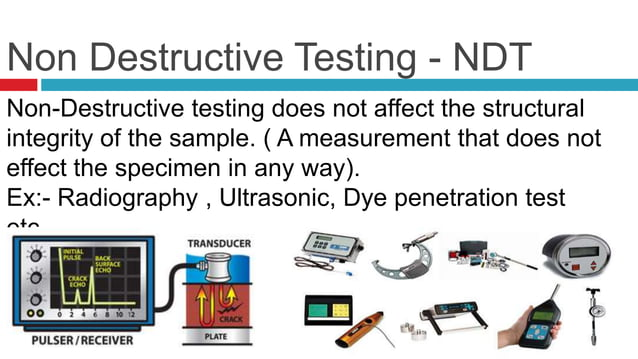 Non Destructive Testing - NDT
Non-Destructive testing does not affect the structural
integrity of the sample. ( A measurement that does not
effect the specimen in any way).
Ex:- Radiography , Ultrasonic, Dye penetration test
etc
INITIAL
PULSE
BACK
SURFACE
ECHO
CRACK
ECHO
0 2 4 6 8 10 12
PULSER / RECEIVER
TRANSDUCER
CRACK
PLATE